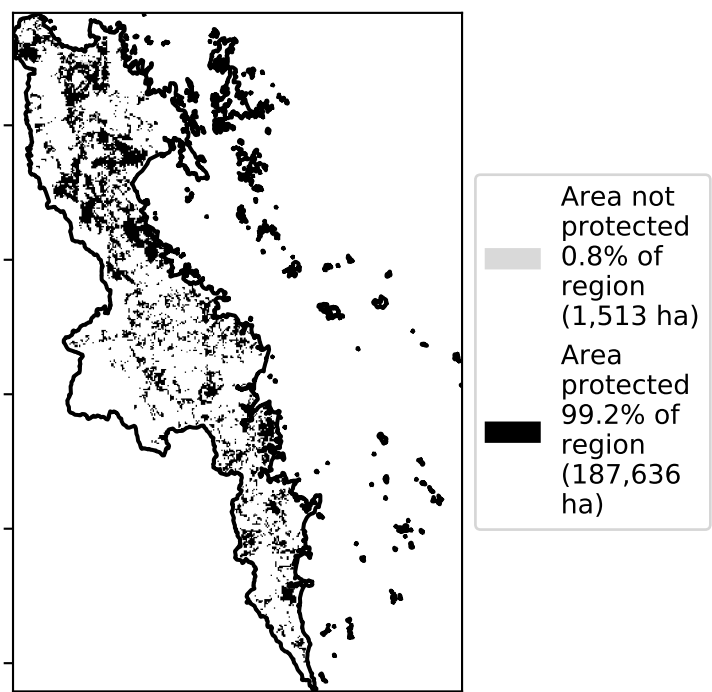 Area not
protected
0.8% of
region
(1,513 ha)
Area
protected
99.2% of
region
(187,636
ha)